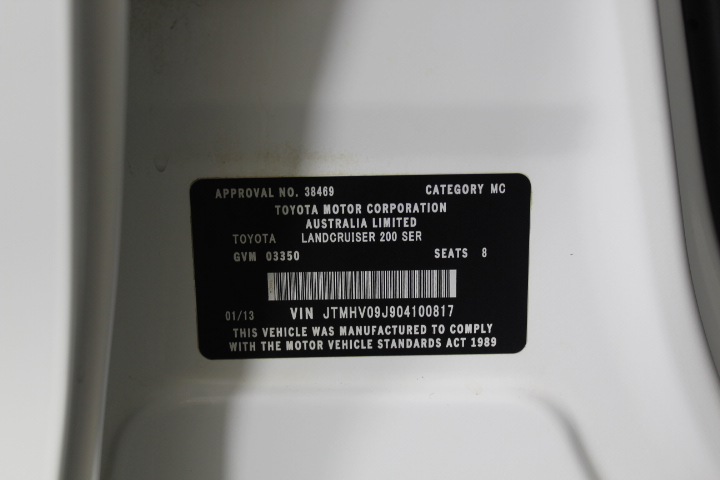 APPROVAL NO. 38469 CATEGORY MC
TOYOTA MOTOR CORPORATION
AUSTRALIA LIMITED
TOYOTA LANDCRUISER 200 SER
GVM 03350 SEATS 8
01/13 VIN JTMHV09J904100817
THIS VEHICLE WAS MANUFACTURED TO COMPLY
WITH THE MOTOR VEHICLE STANDARDS ACT 1989